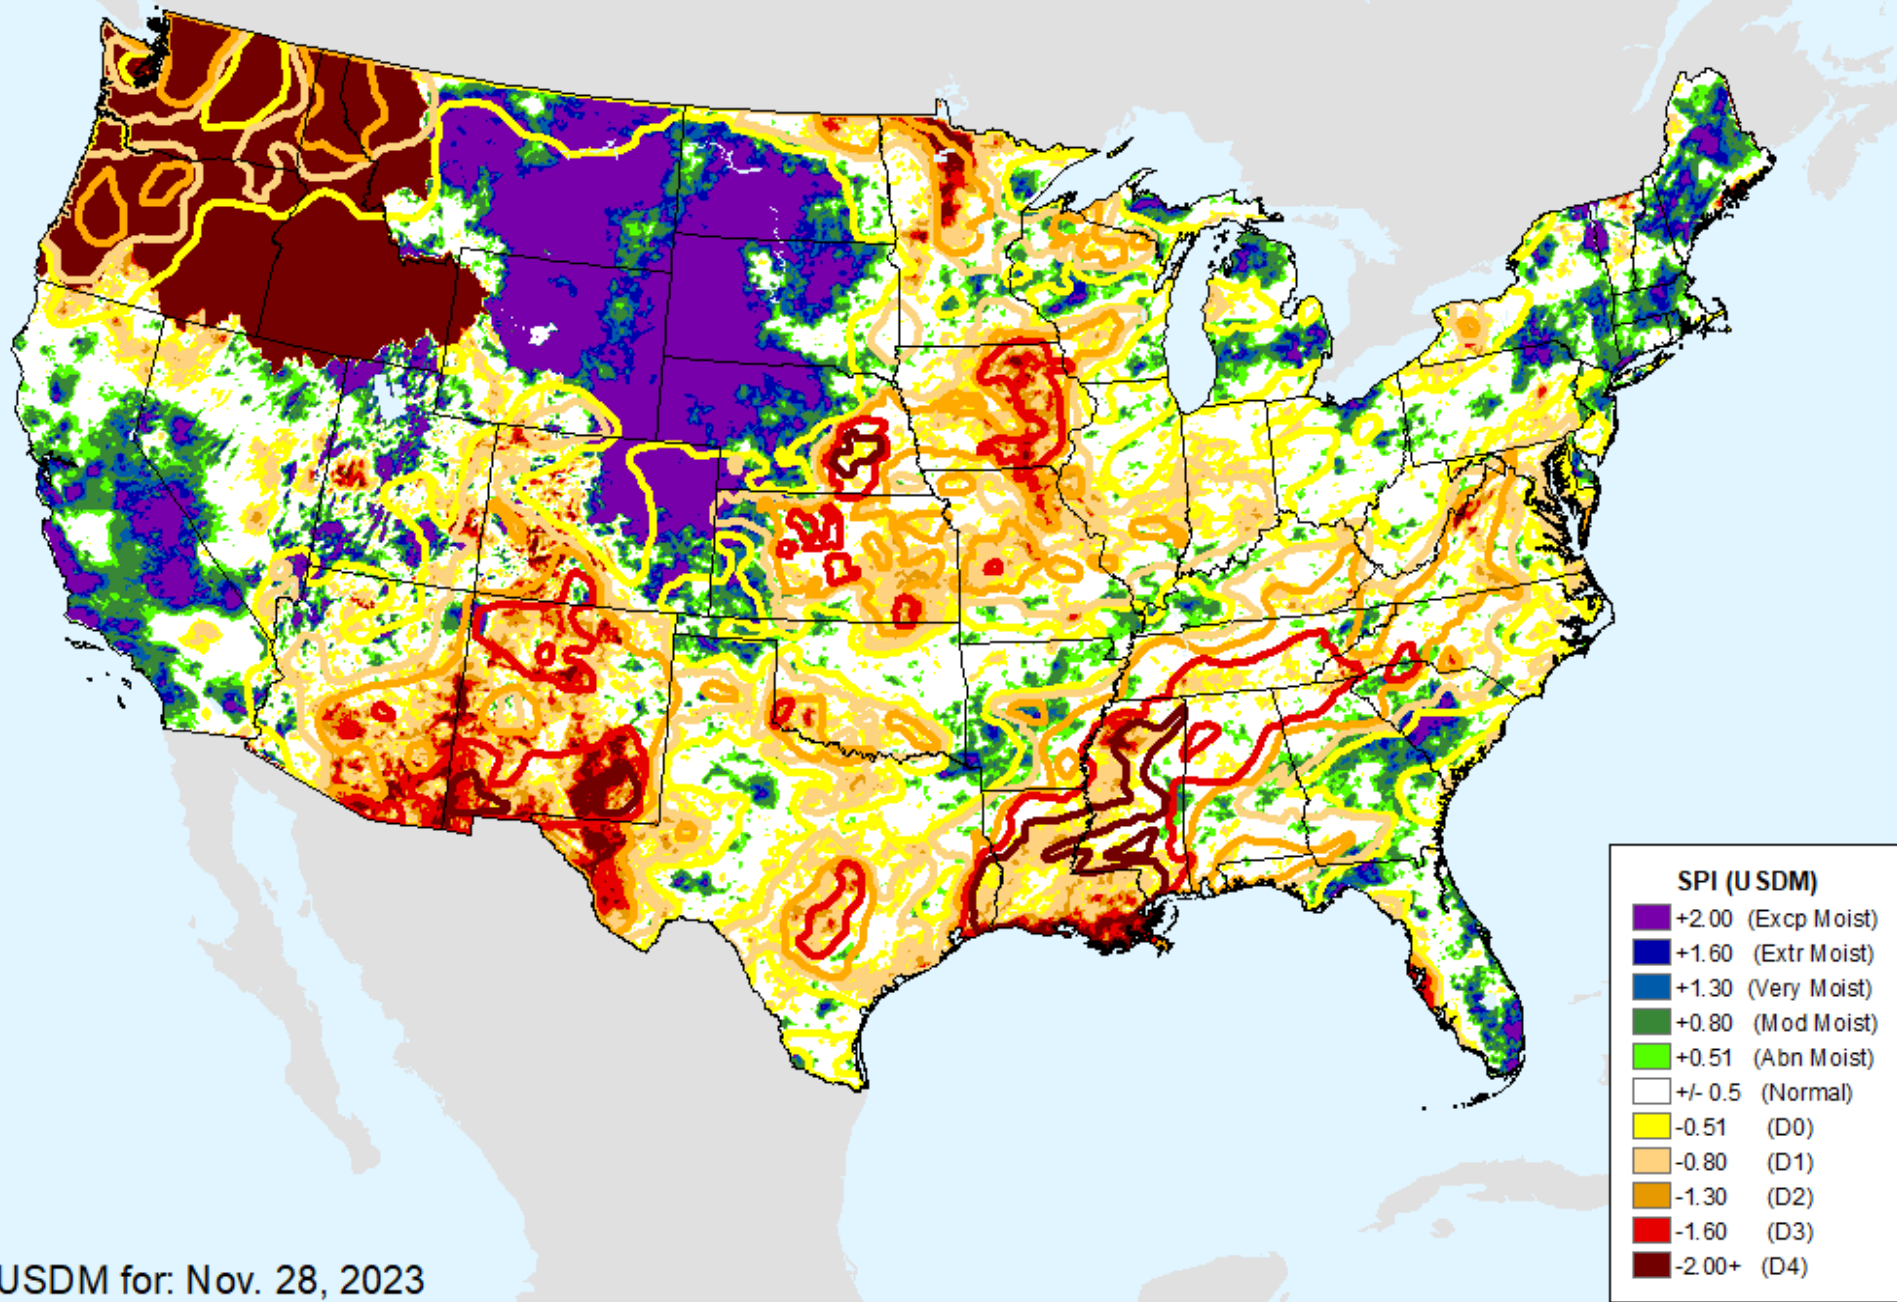 SPI (USDM)
+2.00 (Excp Moist)
+1.60 (Extr Moist)
+1.30 (Very Moist)
+0.80 (Mod Moist)
+0.51 (Abn Moist)
+/- 0.5 (Normal)
-0.51 (D0)
-0.80 (D1)
-1.30 (D2)
-1.60 (D3)
-2.00+ (D4)
USDM for: Nov. 28, 2023